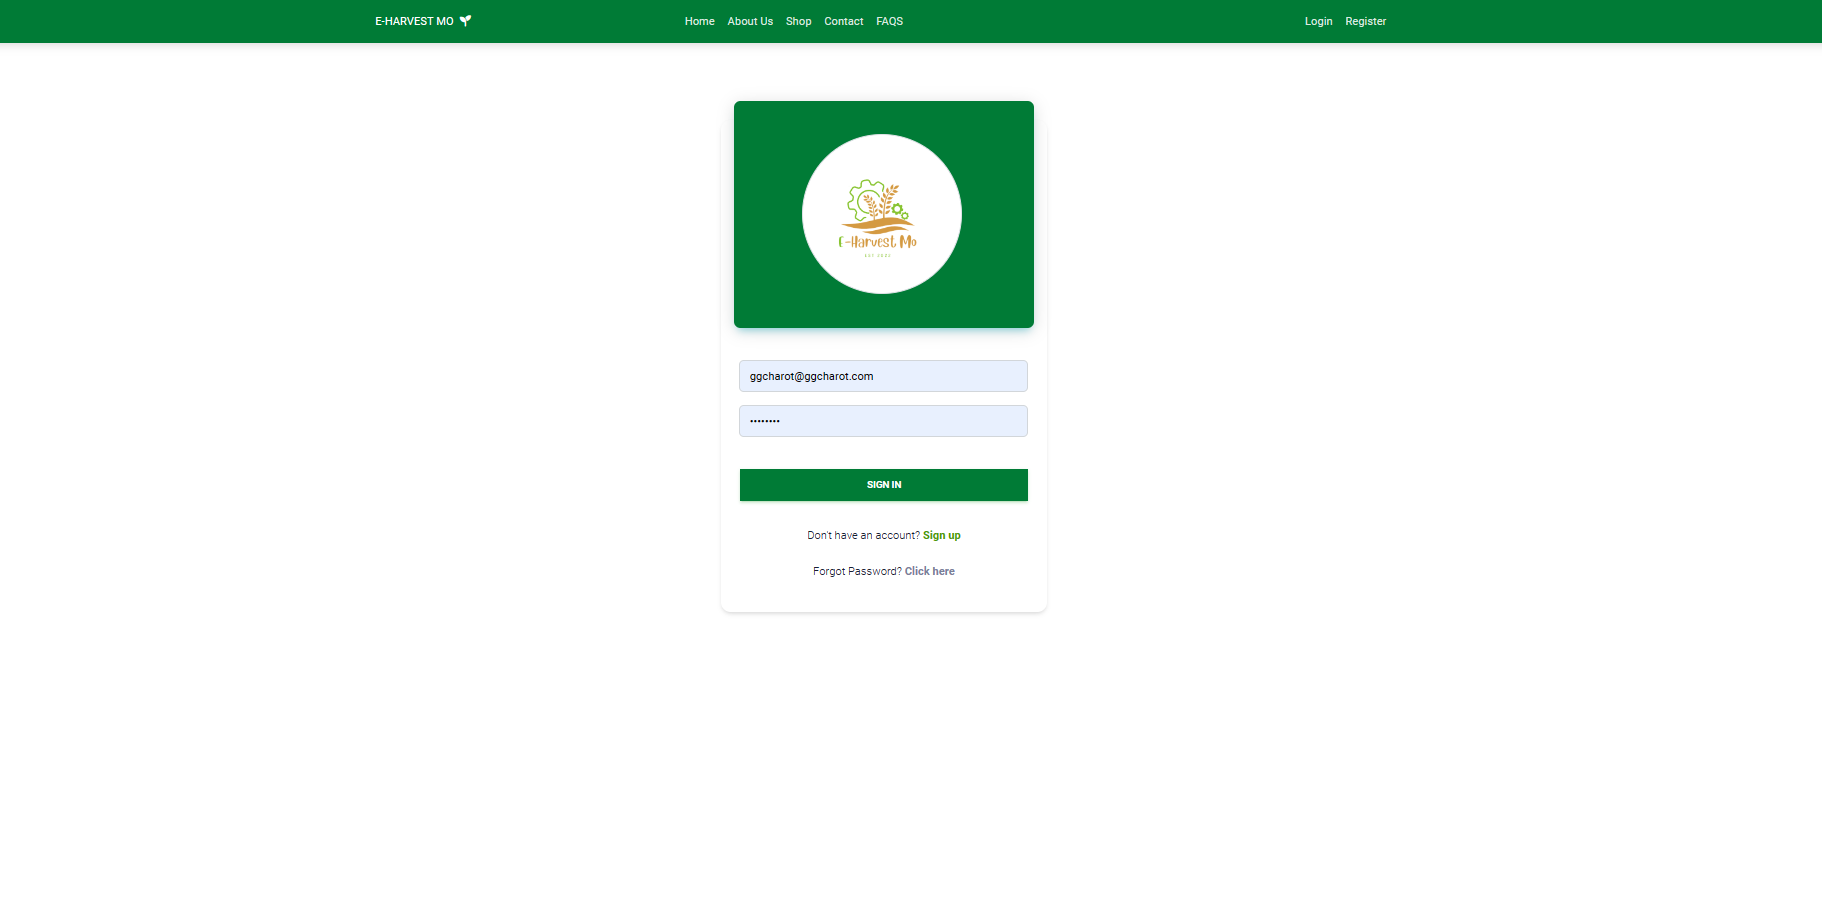 E-HARVEST MO
Home About Us Shop Contact FAQS
Login Register
E-Harvest Mo
ggcharot@ggcharot.com
••••••••
SIGN IN
Don't have an account? Sign up
Forgot Password? Click here